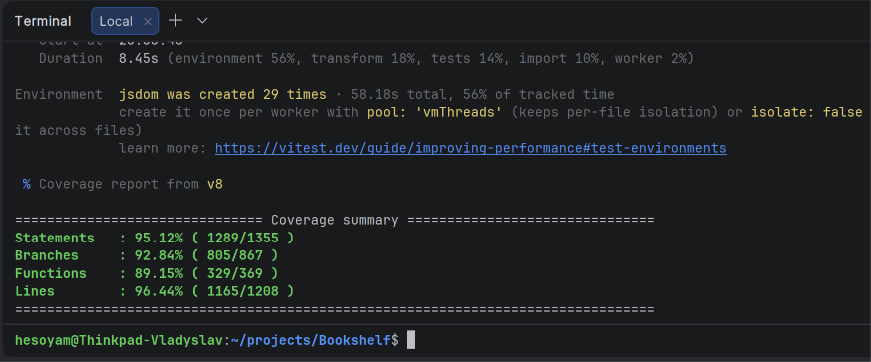 Terminal Local × +
Duration 8.45s (environment 56%, transform 18%, tests 14%, import 10%, worker 2%)
Environment jsdom was created 29 times · 58.18s total, 56% of tracked time
create it once per worker with pool: 'vmThreads' (keeps per-file isolation) or isolate: false
it across files)
learn more: https://vitest.dev/guide/improving-performance#test-environments
% Coverage report from v8
=============================== Coverage summary ===============================
Statements : 95.12% ( 1289/1355 )
Branches : 92.84% ( 805/867 )
Functions : 89.15% ( 329/369 )
Lines : 96.44% ( 1165/1208 )
================================================================================
hesoyam@Thinkpad-Vladyslav:~/projects/Bookshelf$